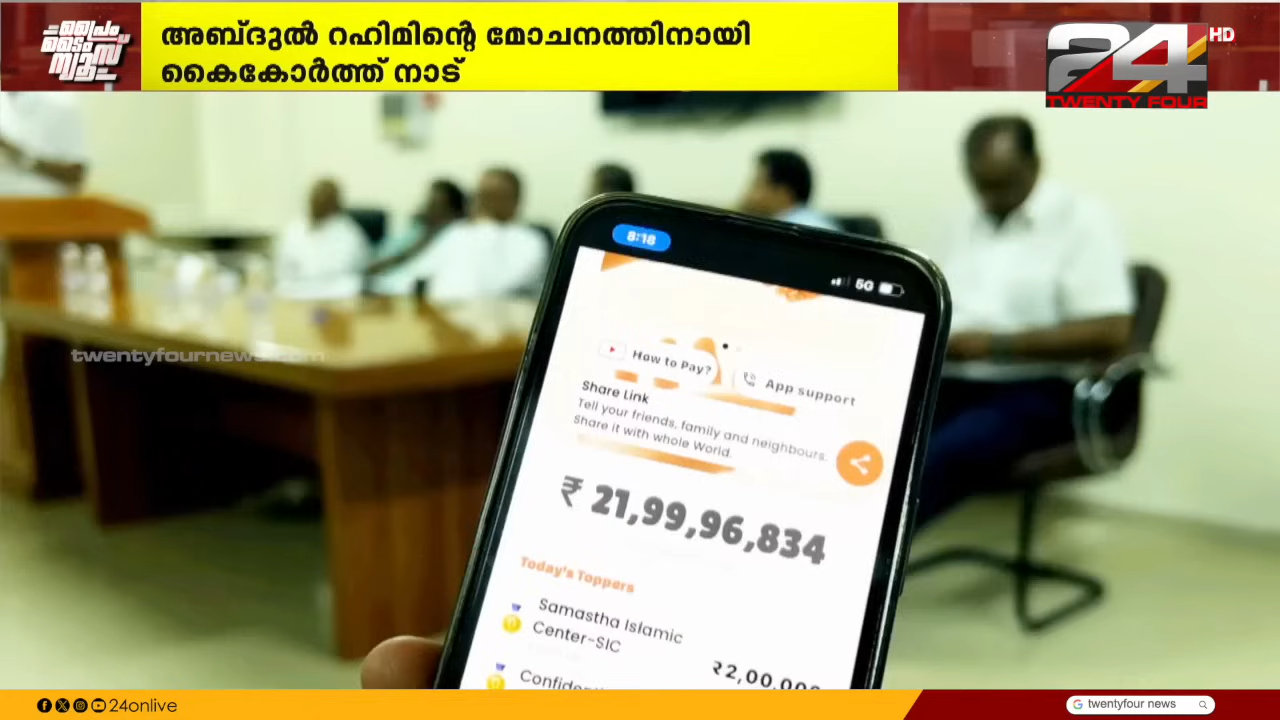 പ്രൈം
ടൈം
ന്യൂസ്
അബ്ദുൽ റഹിമിന്റെ മോചനത്തിനായി
കൈകോർത്ത് നാട്
24 HD
TWENTY FOUR
twentyfournews.com
8:18
5G
How to Pay?
App support
Share Link
Tell your friends, family and neighbours.
Share it with whole World.
₹ 21,99,96,834
Today's Toppers
Samastha Islamic
Center-SIC
₹2,00,000
24onlive
twentyfour news